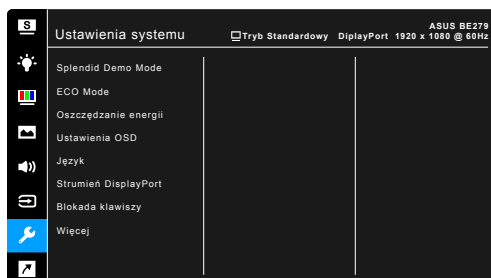 S
ASUS BE279
Ustawienia systemu
Tryb Standardowy DiplayPort 1920 x 1080 @ 60Hz
Splendid Demo Mode
ECO Mode
Oszczędzanie energii
Ustawienia OSD
Język
Strumień DisplayPort
Blokada klawiszy
Więcej